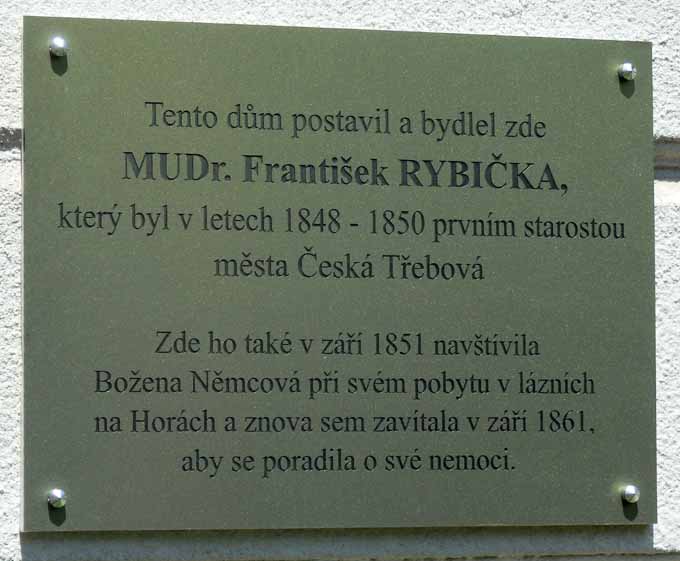 Tento dům postavil a bydlel zde
MUDr. František RYBIČKA,
který byl v letech 1848 - 1850 prvním starostou
města Česká Třebová
Zde ho také v září 1851 navštívila
Božena Němcová při svém pobytu v lázních
na Horách a znova sem zavítala v září 1861,
aby se poradila o své nemoci.